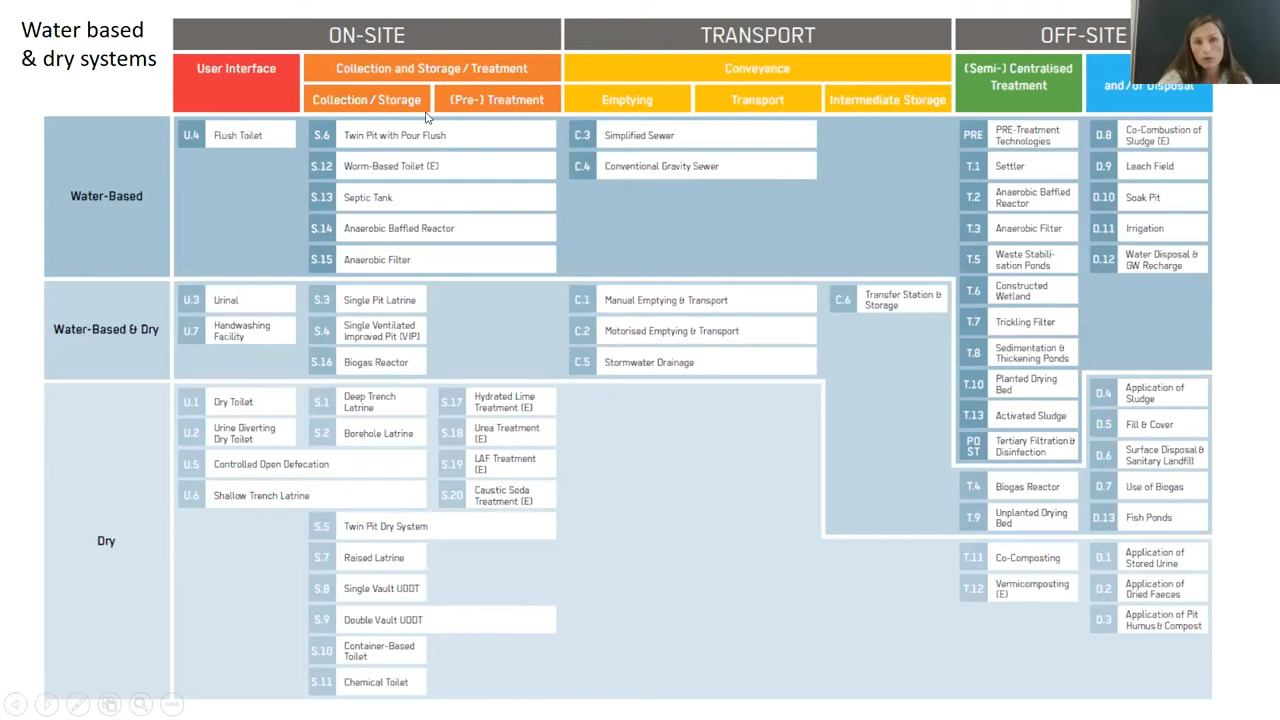 Water based
& dry systems
ON-SITE
TRANSPORT
OFF-SITE
User Interface
Collection and Storage / Treatment
Conveyance
(Semi-) Centralised
Treatment
and/or Disposal
Collection / Storage
(Pre-) Treatment
Emptying
Transport
Intermediate Storage
Water-Based
U.4 Flush Toilet
S.6 Twin Pit with Pour Flush
S.12 Worm-Based Toilet (E)
S.13 Septic Tank
S.14 Anaerobic Baffled Reactor
S.15 Anaerobic Filter
C.3 Simplified Sewer
C.4 Conventional Gravity Sewer
PRE PRE-Treatment
Technologies
T.1 Settler
T.2 Anaerobic Baffled
Reactor
T.3 Anaerobic Filter
T.5 Waste Stabili-
sation Ponds
T.6 Constructed
Wetland
T.7 Trickling Filter
T.8 Sedimentation &
Thickening Ponds
T.10 Planted Drying
Bed
T.13 Activated Sludge
PO
ST
Tertiary Filtration &
Disinfection
D.8 Co-Combustion of
Sludge (E)
D.9 Leach Field
D.10 Soak Pit
D.11 Irrigation
D.12 Water Disposal &
GW Recharge
Water-Based & Dry
U.3 Urinal
U.7 Handwashing
Facility
S.3 Single Pit Latrine
S.4 Single Ventilated
Improved Pit (VIP)
S.16 Biogas Reactor
C.1 Manual Emptying & Transport
C.2 Motorised Emptying & Transport
C.5 Stormwater Drainage
C.6 Transfer Station &
Storage
T.4 Biogas Reactor
T.9 Unplanted Drying
Bed
D.4 Application of
Sludge
D.5 Fill & Cover
D.6 Surface Disposal &
Sanitary Landfill
D.7 Use of Biogas
D.13 Fish Ponds
Dry
U.1 Dry Toilet
U.2 Urine Diverting
Dry Toilet
U.5 Controlled Open Defecation
U.6 Shallow Trench Latrine
S.1 Deep Trench
Latrine
S.2 Borehole Latrine
S.17 Hydrated Lime
Treatment (E)
S.18 Urea Treatment
(E)
S.19 LAF Treatment
(E)
S.20 Caustic Soda
Treatment (E)
S.5 Twin Pit Dry System
S.7 Raised Latrine
S.8 Single Vault UDDT
S.9 Double Vault UDDT
S.10 Container-Based
Toilet
S.11 Chemical Toilet
T.11 Co-Composting
T.12 Vermicomposting
(E)
D.1 Application of
Stored Urine
D.2 Application of
Dried Faeces
D.3 Application of Pit
Humus & Compost